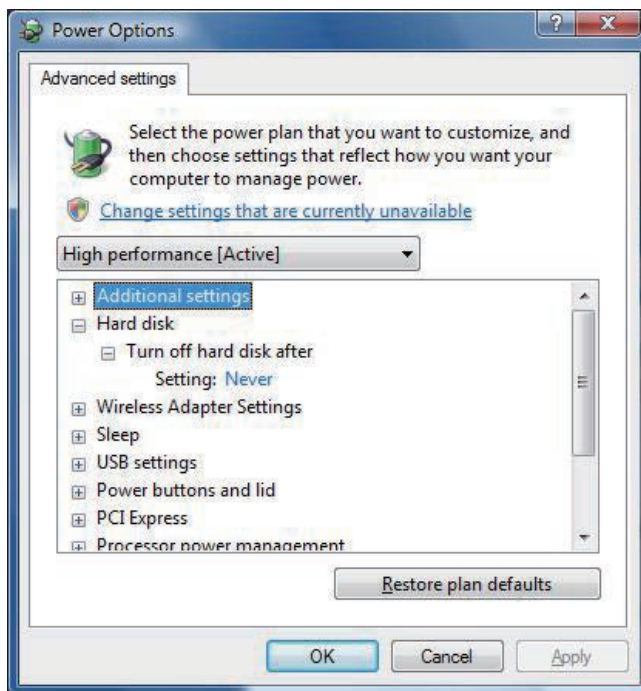 Power Options
Advanced settings
Select the power plan that you want to customize, and
then choose settings that reflect how you want your
computer to manage power.
Change settings that are currently unavailable
High performance [Active]
Additional settings
Hard disk
Turn off hard disk after
Setting: Never
Wireless Adapter Settings
Sleep
USB settings
Power buttons and lid
PCI Express
Processor power management
Restore plan defaults
OK Cancel Apply